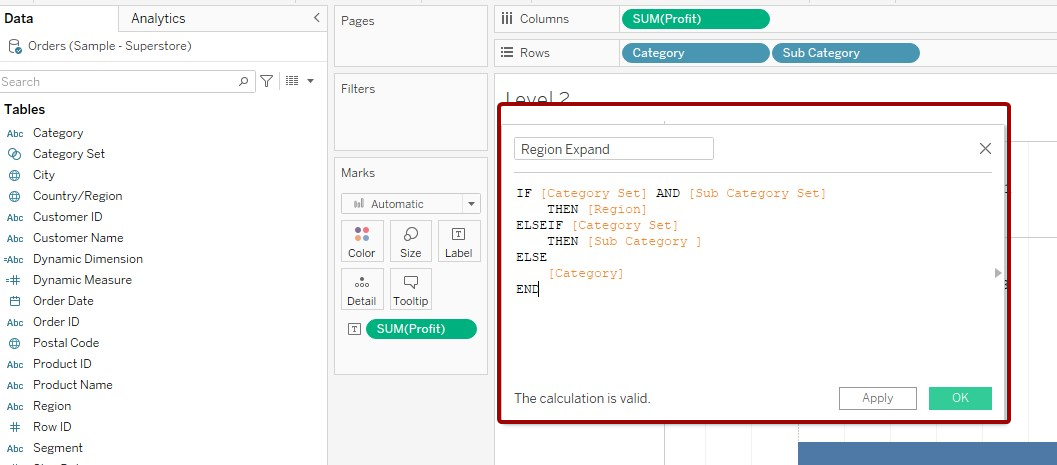 Data
Analytics
Orders (Sample - Superstore)
Search
Tables
Abc Category
Category Set
City
Country/Region
Abc Customer ID
Abc Customer Name
=Abc Dynamic Dimension
=# Dynamic Measure
Order Date
Abc Order ID
Postal Code
Abc Product ID
Abc Product Name
Abc Region
# Row ID
Abc Segment
Pages
Filters
Marks
Automatic
Color
Size
T Label
Detail
Tooltip
T SUM(Profit)
Columns
SUM(Profit)
Rows
Category
Sub Category
Level 2
Region Expand
IF [Category Set] AND [Sub Category Set]
THEN [Region]
ELSEIF [Category Set]
THEN [Sub Category ]
ELSE
[Category]
END
The calculation is valid.
Apply
OK